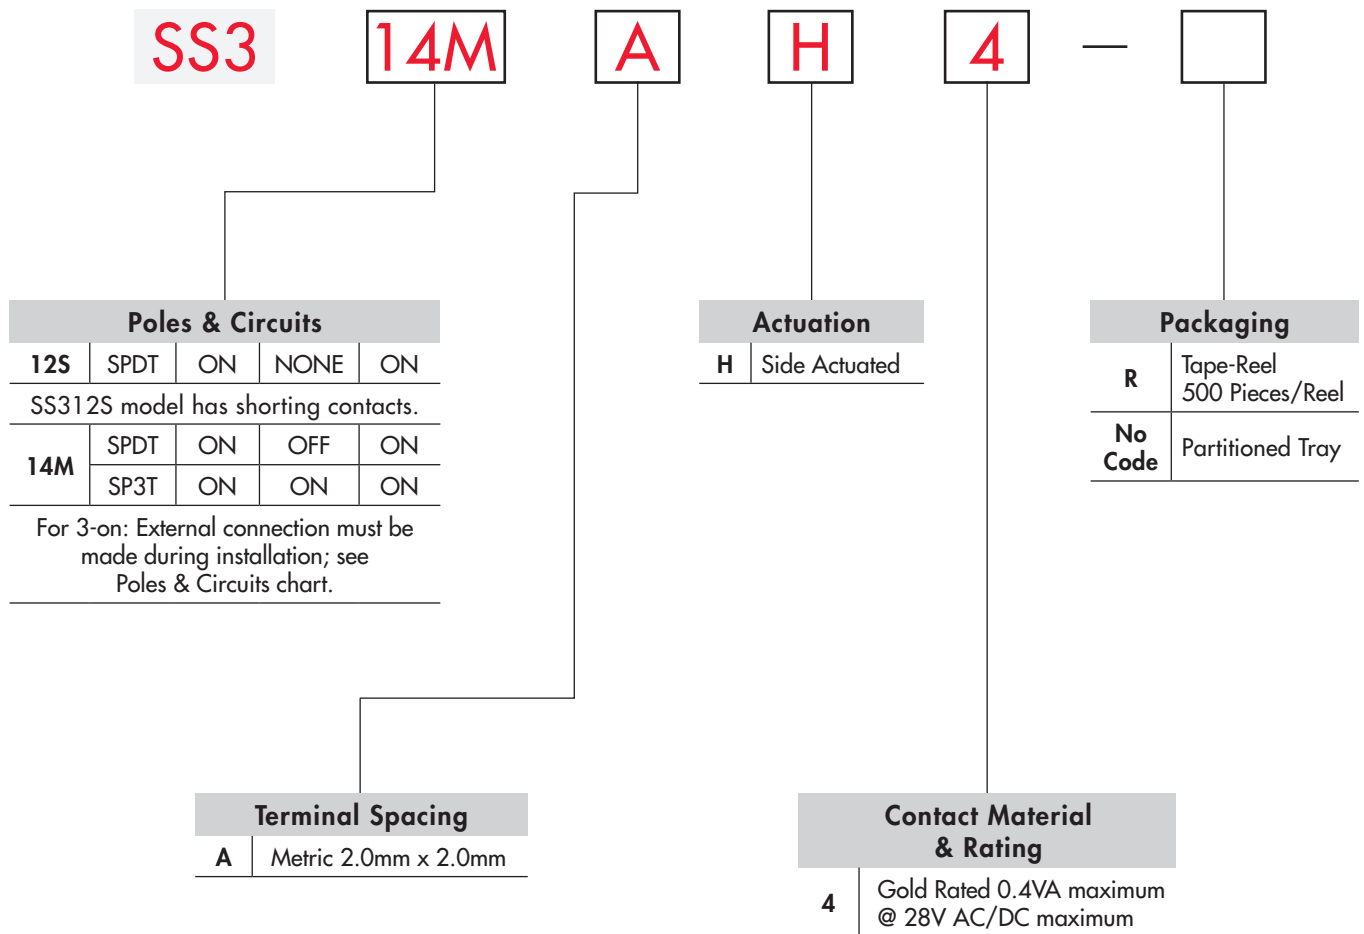 SS3 14M A H 4 —
Poles & Circuits
12S SPDT ON NONE ON
SS312S model has shorting contacts.
14M
SPDT ON OFF ON
SP3T ON ON ON
For 3-on: External connection must be
made during installation; see
Poles & Circuits chart.
Actuation
H Side Actuated
Packaging
R
Tape-Reel
500 Pieces/Reel
No
Code
Partitioned Tray
Terminal Spacing
A Metric 2.0mm x 2.0mm
Contact Material
& Rating
4
Gold Rated 0.4VA maximum
@ 28V AC/DC maximum